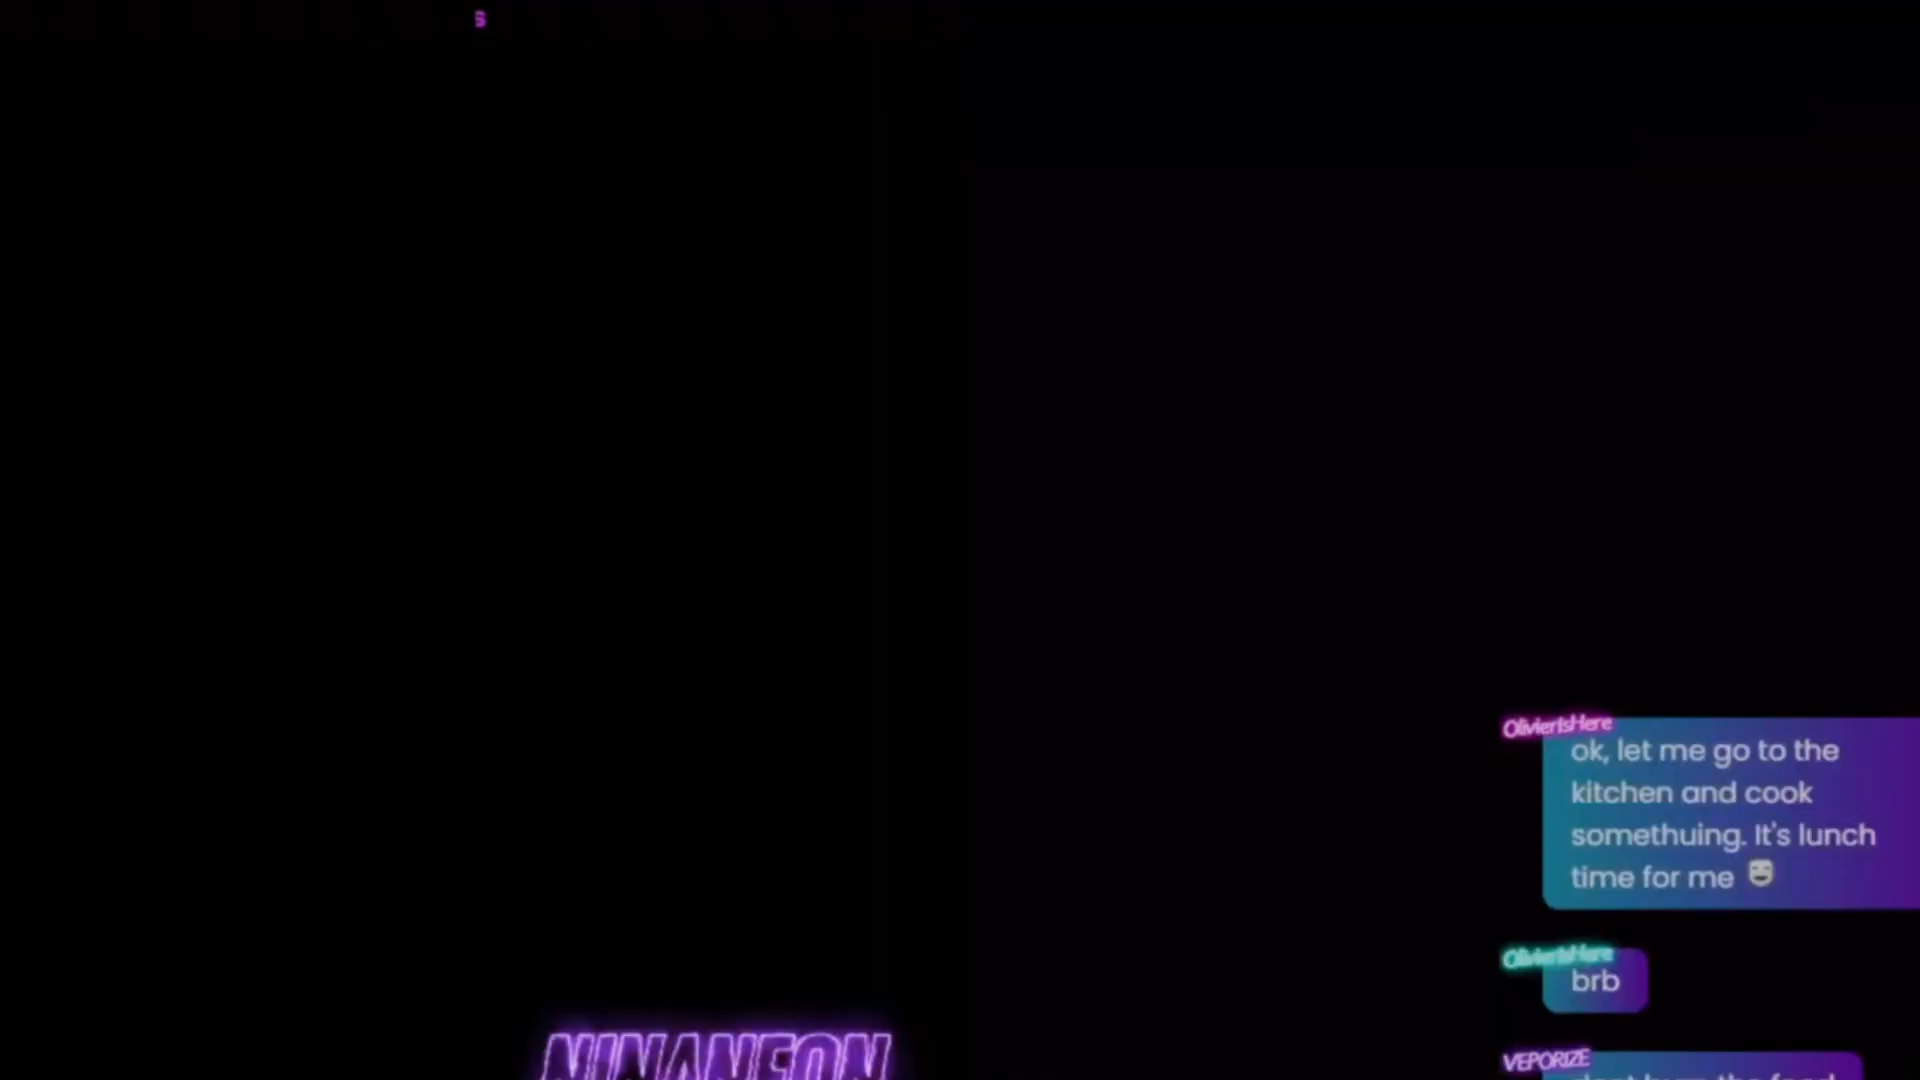 s
OlivierIsHere
ok, let me go to the
kitchen and cook
somethuing. It's lunch
time for me
OlivierIsHere
brb
NINANEON
VEPORIZE